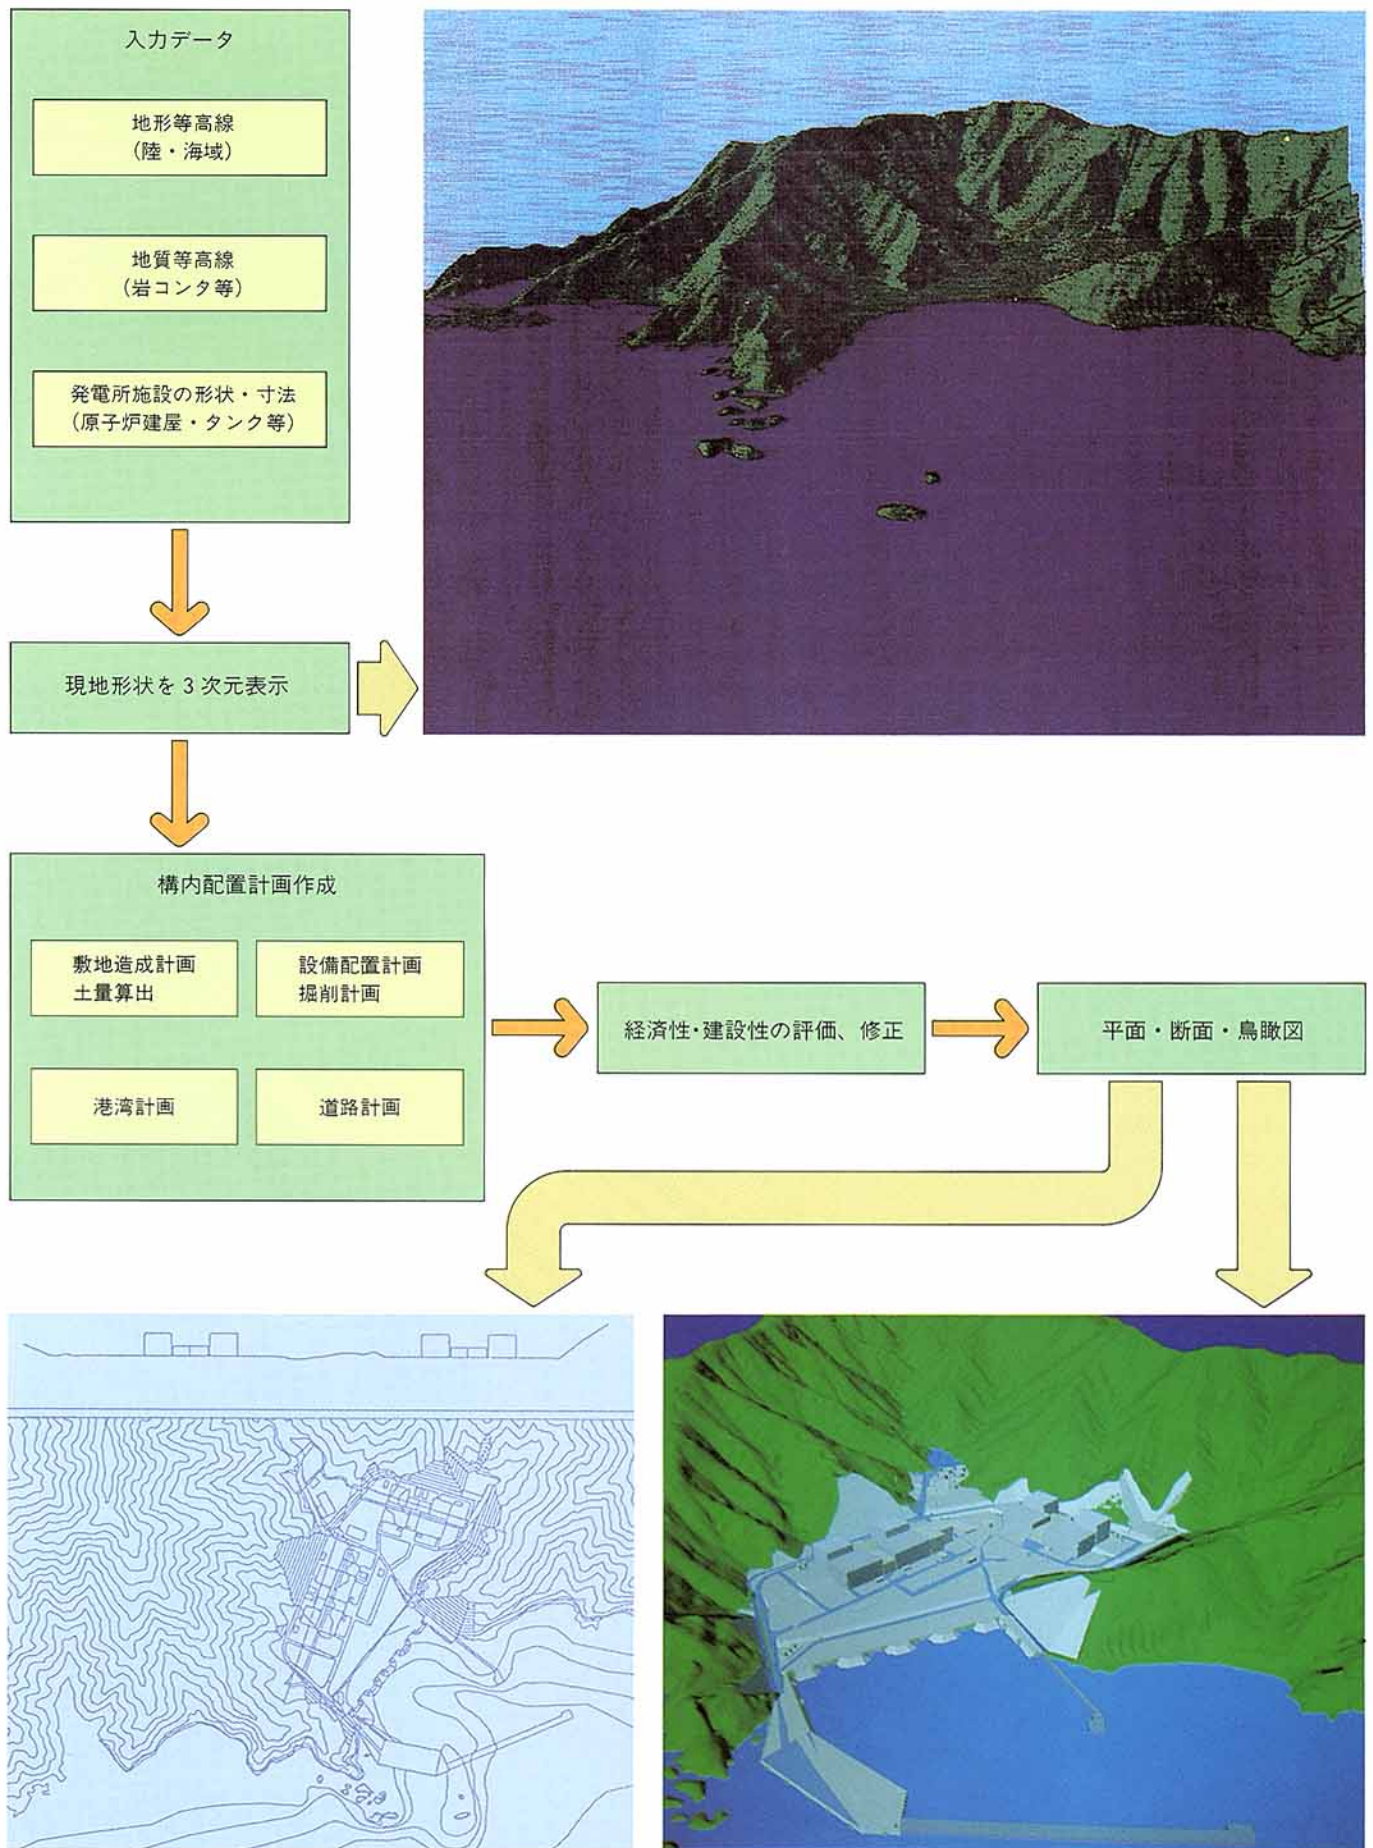 入力データ
地形等高線
(陸・海域)
地質等高線
(岩コンタ等)
発電所施設の形状・寸法
(原子炉建屋・タンク等)
現地形状を3次元表示
構内配置計画作成
敷地造成計画
土量算出
設備配置計画
掘削計画
港湾計画
道路計画
経済性・建設性の評価、修正
平面・断面・鳥瞰図